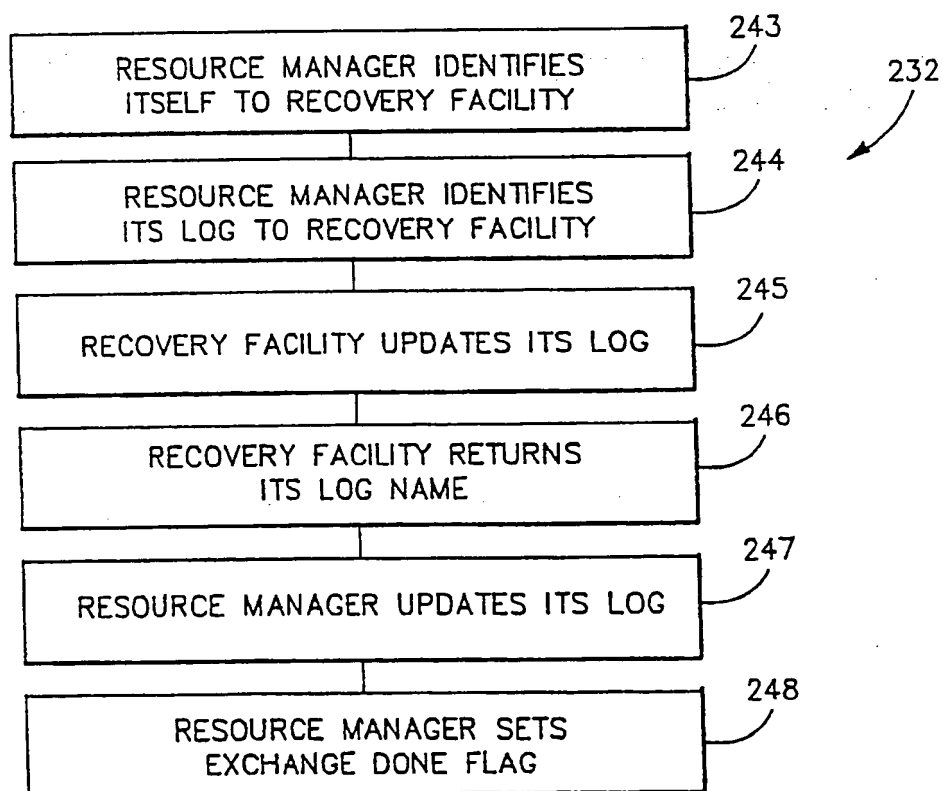 243
RESOURCE MANAGER IDENTIFIES
ITSELF TO RECOVERY FACILITY
232
244
RESOURCE MANAGER IDENTIFIES
ITS LOG TO RECOVERY FACILITY
245
RECOVERY FACILITY UPDATES ITS LOG
246
RECOVERY FACILITY RETURNS
ITS LOG NAME
247
RESOURCE MANAGER UPDATES ITS LOG
248
RESOURCE MANAGER SETS
EXCHANGE DONE FLAG